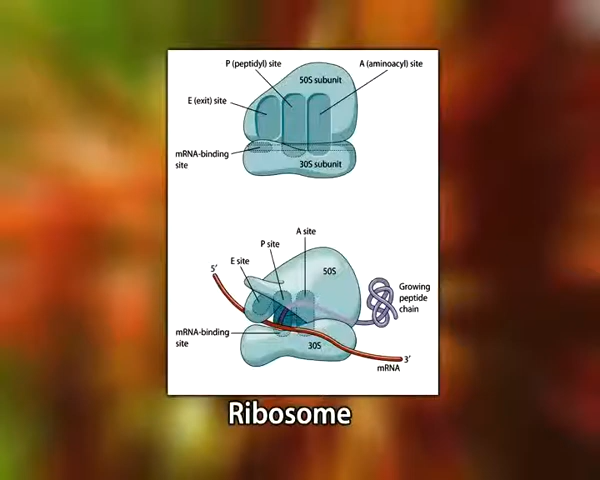 P (peptidyl) site
A (aminoacyl) site
50S subunit
E (exit) site
mRNA-binding
site
30S subunit
A site
P site
E site
5′
50S
Growing
peptide
chain
mRNA-binding
site
30S
3′
mRNA
Ribosome